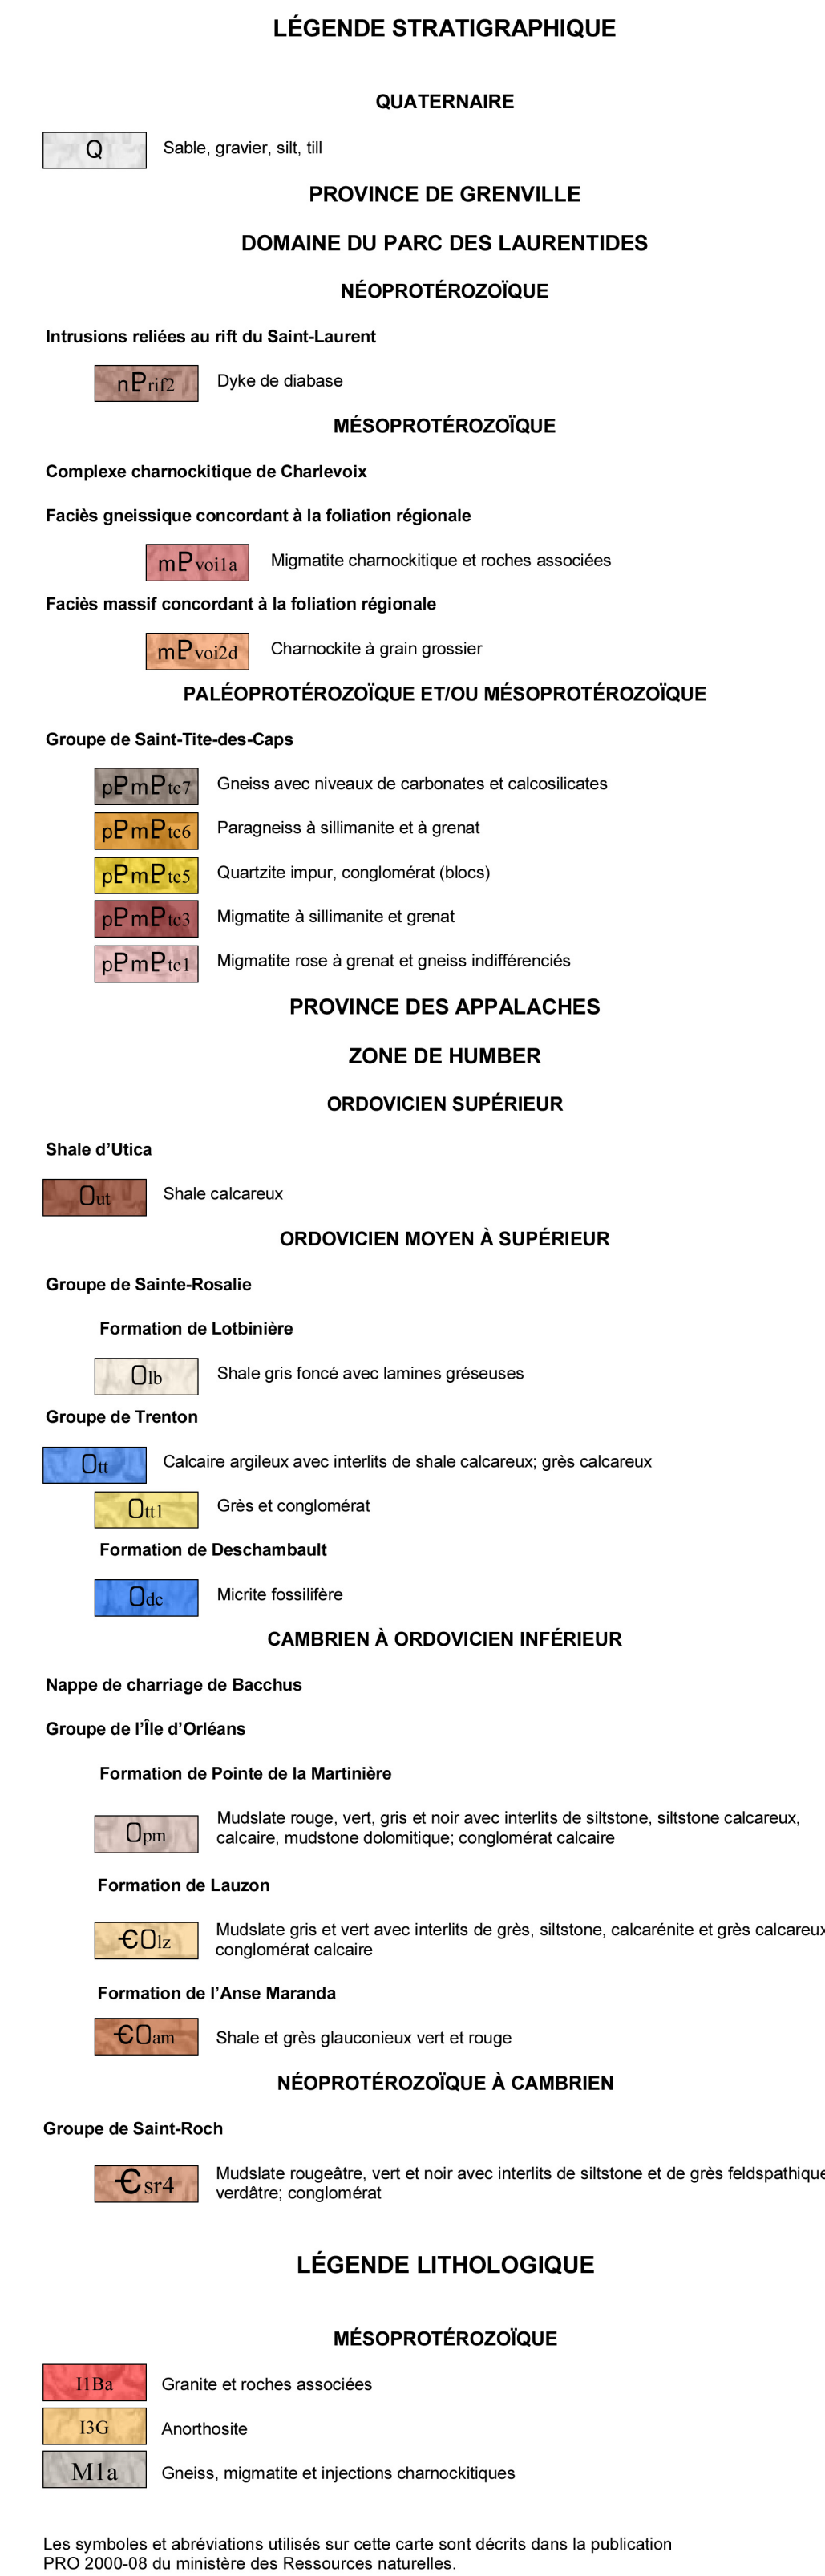 LÉGENDE STRATIGRAPHIQUE
QUATERNAIRE
Q Sable, gravier, silt, till
PROVINCE DE GRENVILLE
DOMAINE DU PARC DES LAURENTIDES
NÉOPROTÉROZOÏQUE
Intrusions reliées au rift du Saint-Laurent
nPrif2 Dyke de diabase
MÉSOPROTÉROZOÏQUE
Complexe charnockitique de Charlevoix
Faciès gneissique concordant à la foliation régionale
mPvoi1a Migmatite charnockitique et roches associées
Faciès massif concordant à la foliation régionale
mPvoi2d Charnockite à grain grossier
PALÉOPROTÉROZOÏQUE ET/OU MÉSOPROTÉROZOÏQUE
Groupe de Saint-Tite-des-Caps
pPmPtc7 Gneiss avec niveaux de carbonates et calcosilicates
pPmPtc6 Paragneiss à sillimanite et à grenat
pPmPtc5 Quartzite impur, conglomérat (blocs)
pPmPtc3 Migmatite à sillimanite et grenat
pPmPtc1 Migmatite rose à grenat et gneiss indifférenciés
PROVINCE DES APPALACHES
ZONE DE HUMBER
ORDOVICIEN SUPÉRIEUR
Shale d’Utica
Out Shale calcareux
ORDOVICIEN MOYEN À SUPÉRIEUR
Groupe de Sainte-Rosalie
Formation de Lotbinière
Olb Shale gris foncé avec lamines gréseuses
Groupe de Trenton
Ott Calcaire argileux avec interlits de shale calcareux; grès calcareux
Ott1 Grès et conglomérat
Formation de Deschambault
Odc Micrite fossilifère
CAMBRIEN À ORDOVICIEN INFÉRIEUR
Nappe de charriage de Bacchus
Groupe de l’Île d’Orléans
Formation de Pointe de la Martinière
Opm Mudslate rouge, vert, gris et noir avec interlits de siltstone, siltstone calcareux,
calcaire, mudstone dolomitique; conglomérat calcaire
Formation de Lauzon
€Olz Mudslate gris et vert avec interlits de grès, siltstone, calcarénite et grès calcareux
conglomérat calcaire
Formation de l’Anse Maranda
€Oam Shale et grès glauconieux vert et rouge
NÉOPROTÉROZOÏQUE À CAMBRIEN
Groupe de Saint-Roch
€sr4 Mudslate rougeâtre, vert et noir avec interlits de siltstone et de grès feldspathique
verdâtre; conglomérat
LÉGENDE LITHOLOGIQUE
MÉSOPROTÉROZOÏQUE
I1Ba Granite et roches associées
I3G Anorthosite
M1a Gneiss, migmatite et injections charnockitiques
Les symboles et abréviations utilisés sur cette carte sont décrits dans la publication
PRO 2000-08 du ministère des Ressources naturelles.